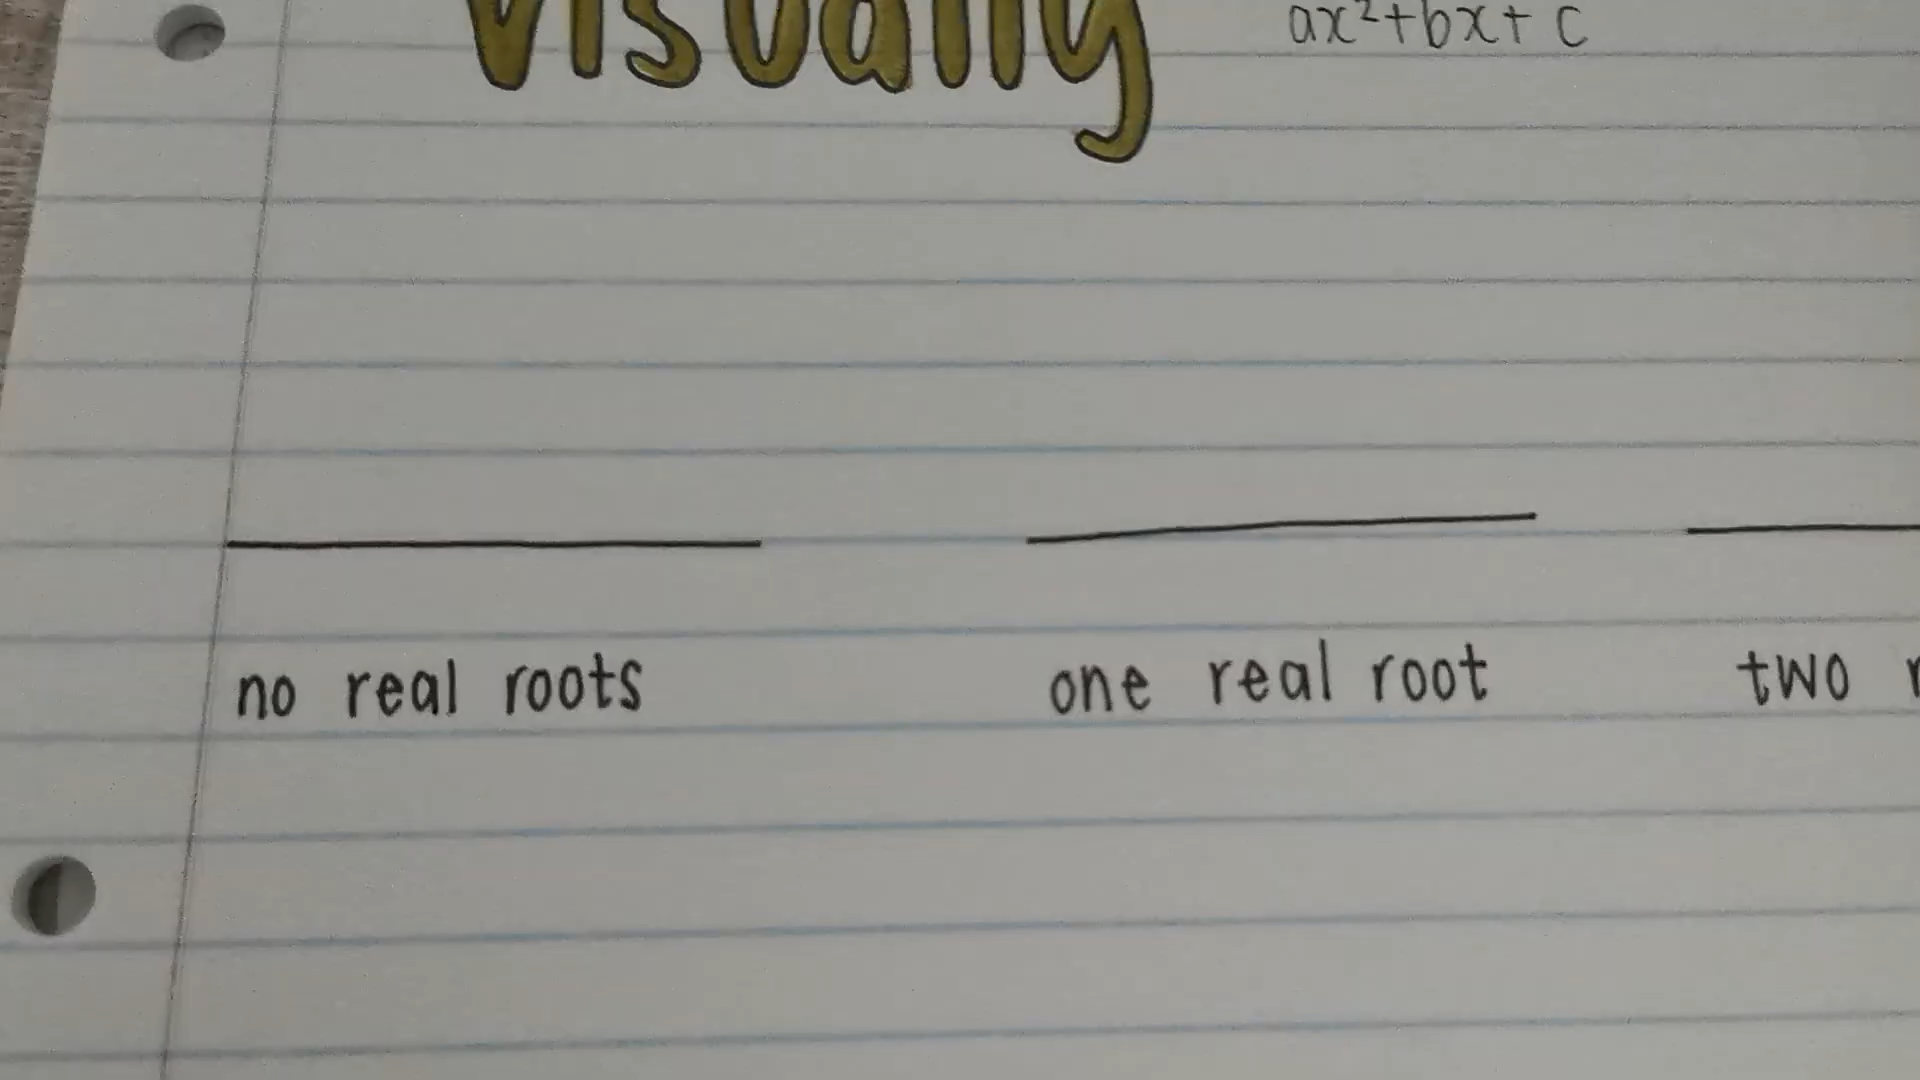 visually
ax²+bx+c
no real roots
one real root
two